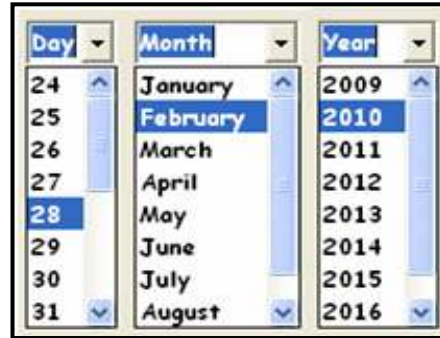 Day Month Year
24 January 2009
25 February 2010
26 March 2011
27 April 2012
28 May 2013
29 June 2014
30 July 2015
31 August 2016